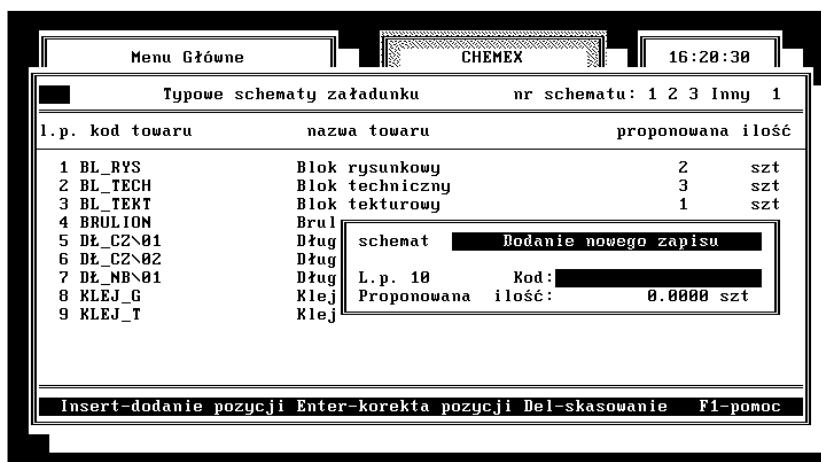 Menu Główne CHEMEX 16:20:30
Typowe schematy załadunku nr schematu: 1 2 3 Inny 1
l.p. kod towaru nazwa towaru proponowana ilość
1 BL_RYS Blok rysunkowy 2 szt
2 BL_TECH Blok techniczny 3 szt
3 BL_TEKT Blok tekturowy 1 szt
4 BRULION Brul
5 DŁ_CZ\01 Dług schemat Dodanie nowego zapisu
6 DŁ_CZ\02 Dług
7 DŁ_NB\01 Dług L.p. 10 Kod:
8 KLEJ_G Klej Proponowana ilość: 0.0000 szt
9 KLEJ_T Klej
Insert-dodanie pozycji Enter-korekta pozycji Del-skasowanie F1-pomoc